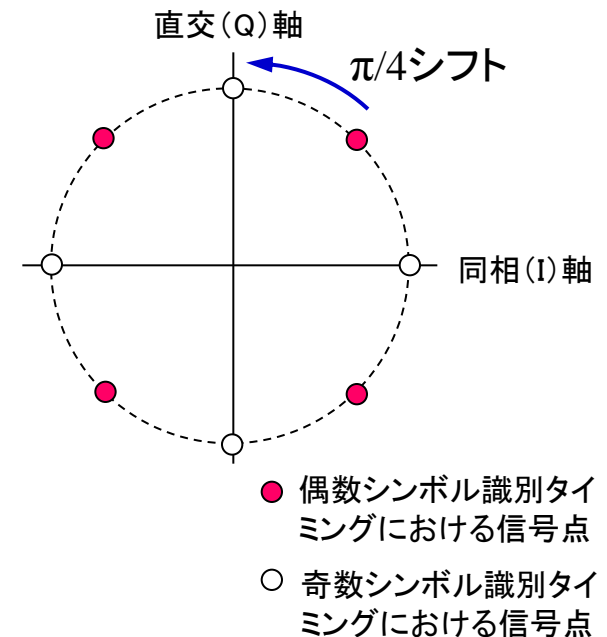 直交(Q)軸
π/4シフト
同相(I)軸
偶数シンボル識別タイ
ミングにおける信号点
奇数シンボル識別タイ
ミングにおける信号点